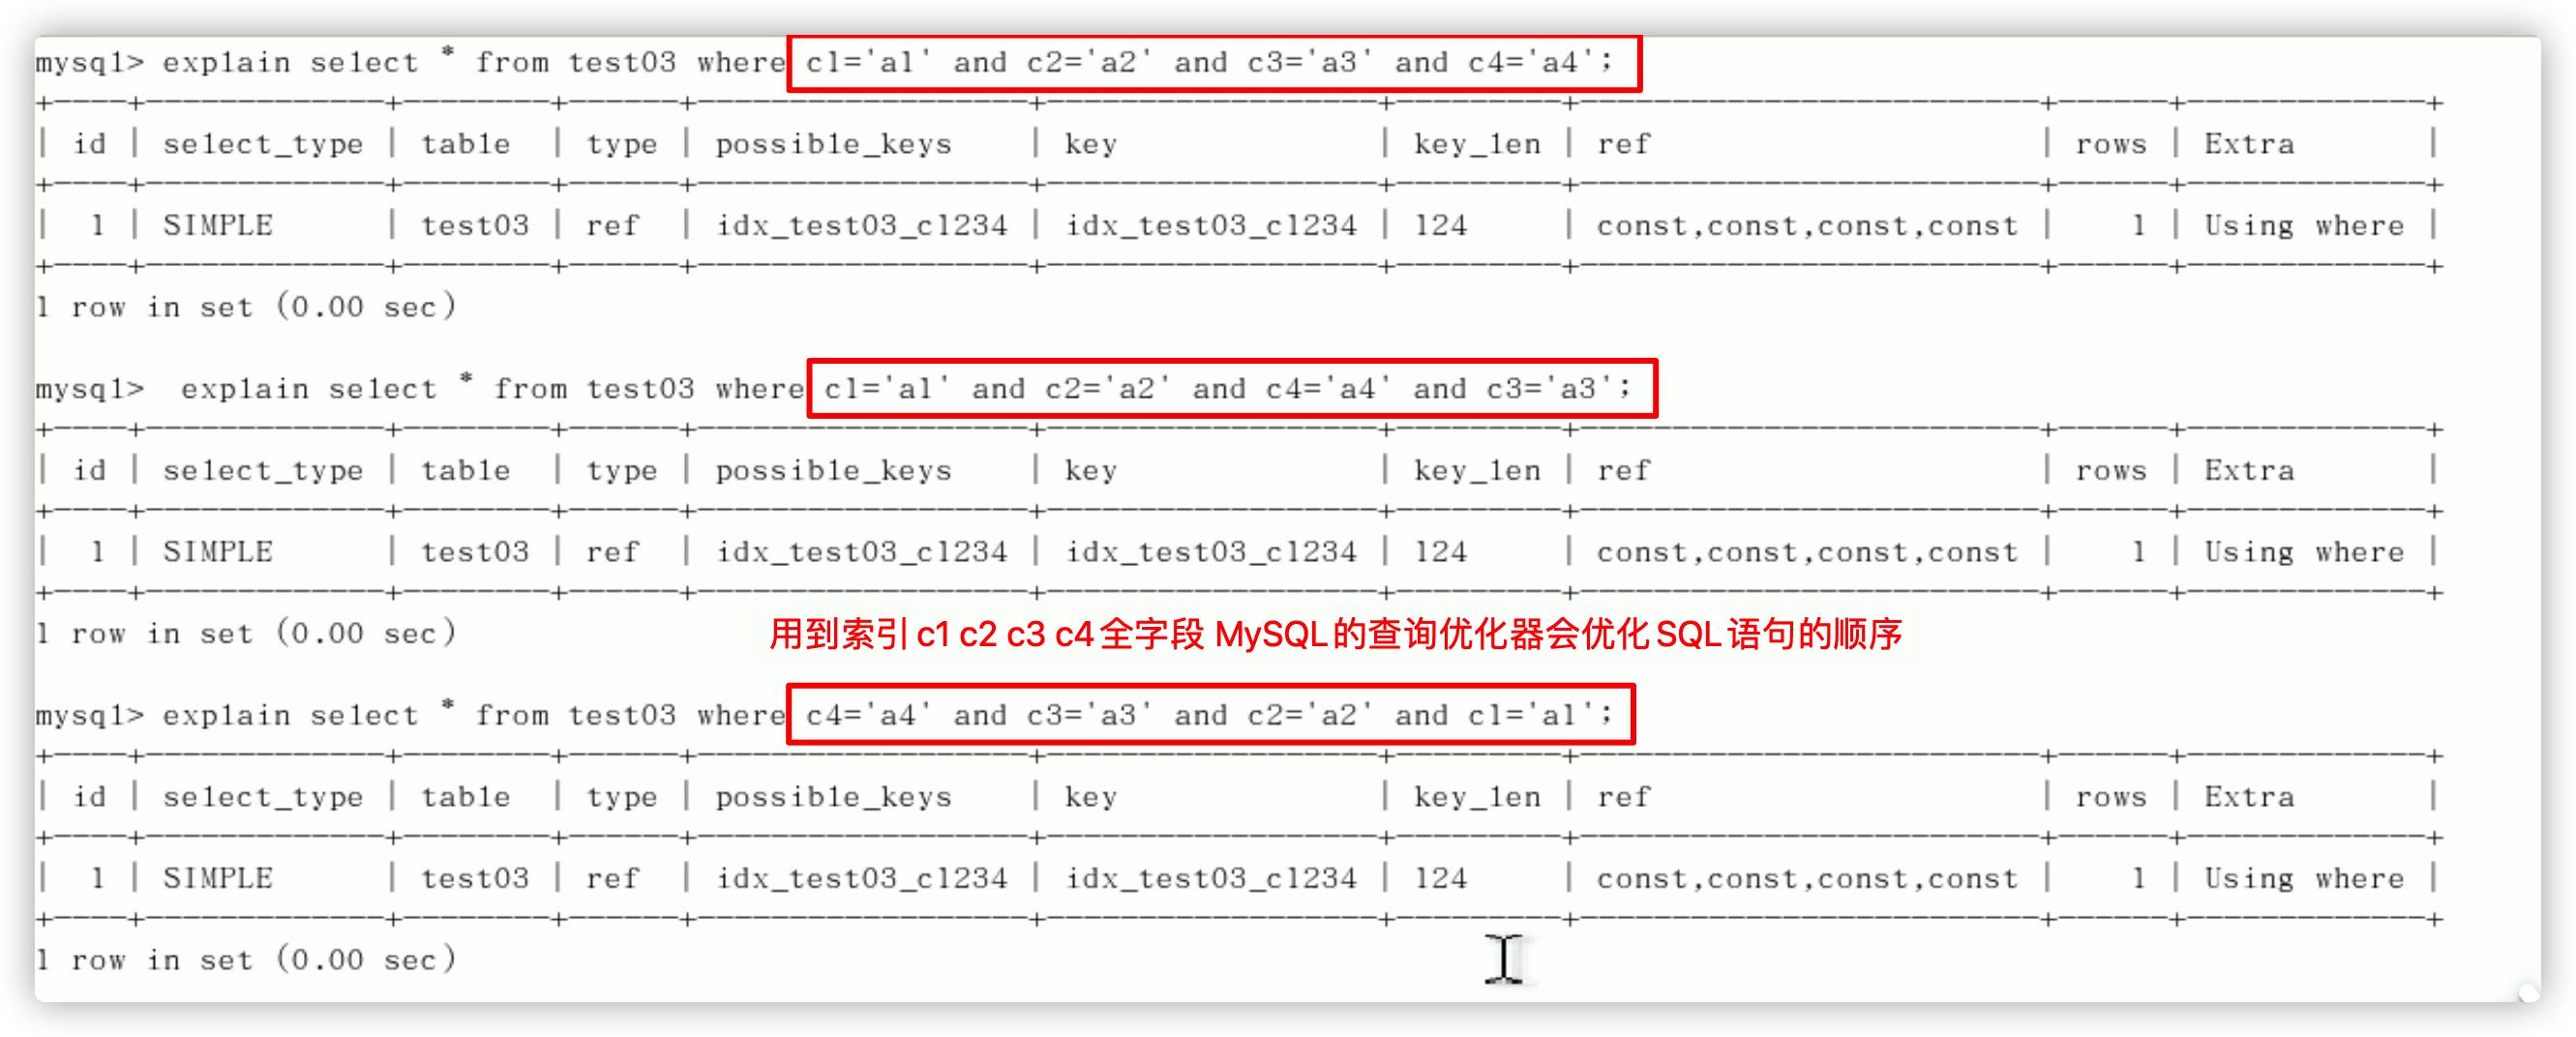 mysql> explain select * from test03 where c1='a1' and c2='a2' and c3='a3' and c4='a4';
+----+-------------+--------+------+-----------------+-----------------+---------+-------------------------+------+-------------+
| id | select_type | table  | type | possible_keys   | key             | key_len | ref                     | rows | Extra       |
+----+-------------+--------+------+-----------------+-----------------+---------+-------------------------+------+-------------+
|  1 | SIMPLE      | test03 | ref  | idx_test03_c1234 | idx_test03_c1234 | 124     | const,const,const,const |    1 | Using where |
+----+-------------+--------+------+-----------------+-----------------+---------+-------------------------+------+-------------+
1 row in set (0.00 sec)
mysql>  explain select * from test03 where c1='a1' and c2='a2' and c4='a4' and c3='a3';
+----+-------------+--------+------+-----------------+-----------------+---------+-------------------------+------+-------------+
| id | select_type | table  | type | possible_keys   | key             | key_len | ref                     | rows | Extra       |
+----+-------------+--------+------+-----------------+-----------------+---------+-------------------------+------+-------------+
|  1 | SIMPLE      | test03 | ref  | idx_test03_c1234 | idx_test03_c1234 | 124     | const,const,const,const |    1 | Using where |
+----+-------------+--------+------+-----------------+-----------------+---------+-------------------------+------+-------------+
1 row in set (0.00 sec)
用到索引 c1 c2 c3 c4 全字段 MySQL的查询优化器会优化 SQL 语句的顺序
mysql> explain select * from test03 where c4='a4' and c3='a3' and c2='a2' and c1='a1';
+----+-------------+--------+------+-----------------+-----------------+---------+-------------------------+------+-------------+
| id | select_type | table  | type | possible_keys   | key             | key_len | ref                     | rows | Extra       |
+----+-------------+--------+------+-----------------+-----------------+---------+-------------------------+------+-------------+
|  1 | SIMPLE      | test03 | ref  | idx_test03_c1234 | idx_test03_c1234 | 124     | const,const,const,const |    1 | Using where |
+----+-------------+--------+------+-----------------+-----------------+---------+-------------------------+------+-------------+
1 row in set (0.00 sec)